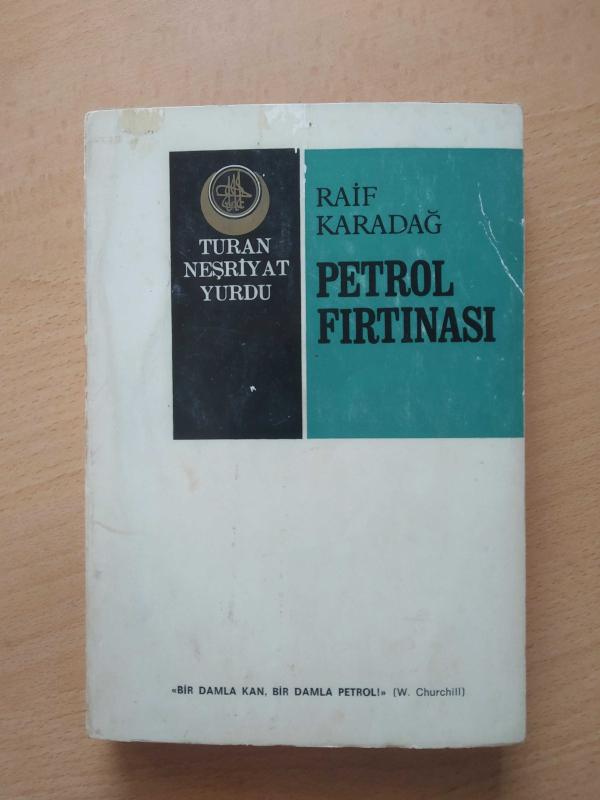 TURAN
NEŞRİYAT
YURDU
RAİF
KARADAĞ
PETROL
FIRTINASI
«BİR DAMLA KAN, BİR DAMLA PETROL!» (W. Churchill)